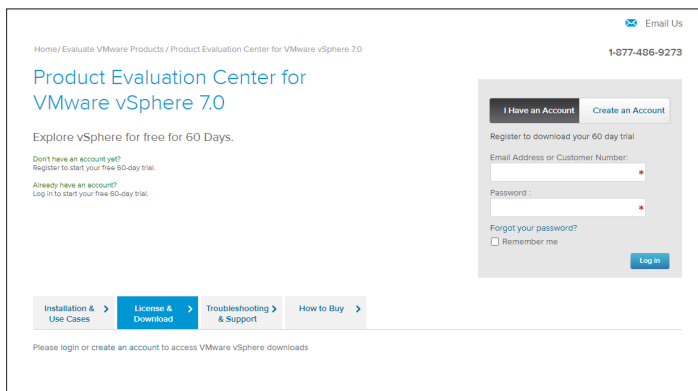 Email Us
Home/ Evaluate VMware Products / Product Evaluation Center for VMware vSphere 7.0
1-877-486-9273
Product Evaluation Center for
VMware vSphere 7.0
Explore vSphere for free for 60 Days.
Don't have an account yet?
Register to start your free 60-day trial.
Already have an account?
Log in to start your free 60-day trial.
I Have an Account
Create an Account
Register to download your 60 day trial
Email Address or Customer Number:
*
Password :
*
Forgot your password?
Remember me
Log in
Installation &
Use Cases
License &
Download
Troubleshooting
& Support
How to Buy
Please login or create an account to access VMware vSphere downloads